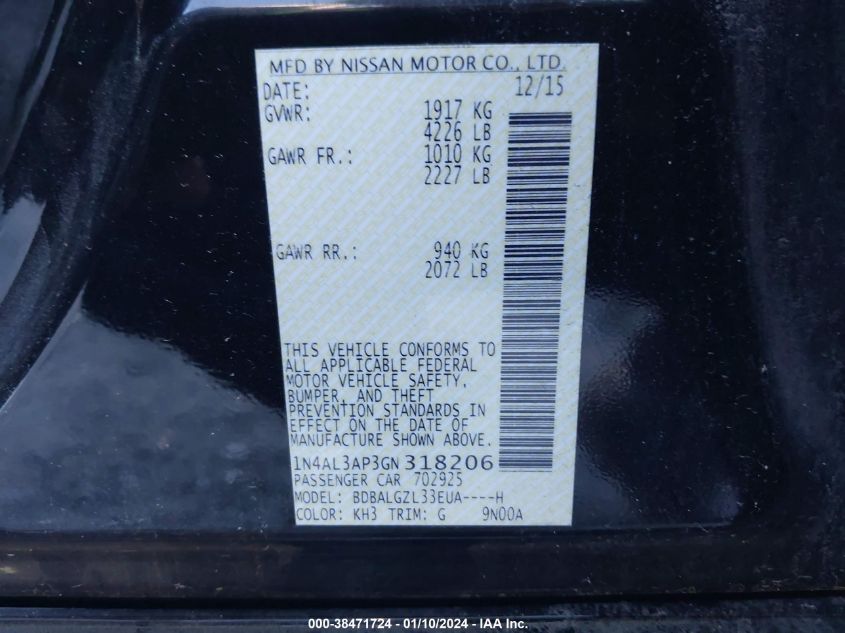 MFD BY NISSAN MOTOR CO., LTD.
DATE: 12/15
GVWR: 1917 KG
4226 LB
GAWR FR.: 1010 KG
2227 LB
GAWR RR.: 940 KG
2072 LB
THIS VEHICLE CONFORMS TO
ALL APPLICABLE FEDERAL
MOTOR VEHICLE SAFETY,
BUMPER, AND THEFT
PREVENTION STANDARDS IN
EFFECT ON THE DATE OF
MANUFACTURE SHOWN ABOVE.
1N4AL3AP3GN318206
PASSENGER CAR 702925
MODEL: BDBALGZL33EUA----H
COLOR: KH3 TRIM: G 9N00A
000-38471724 - 01/10/2024 - IAA Inc.